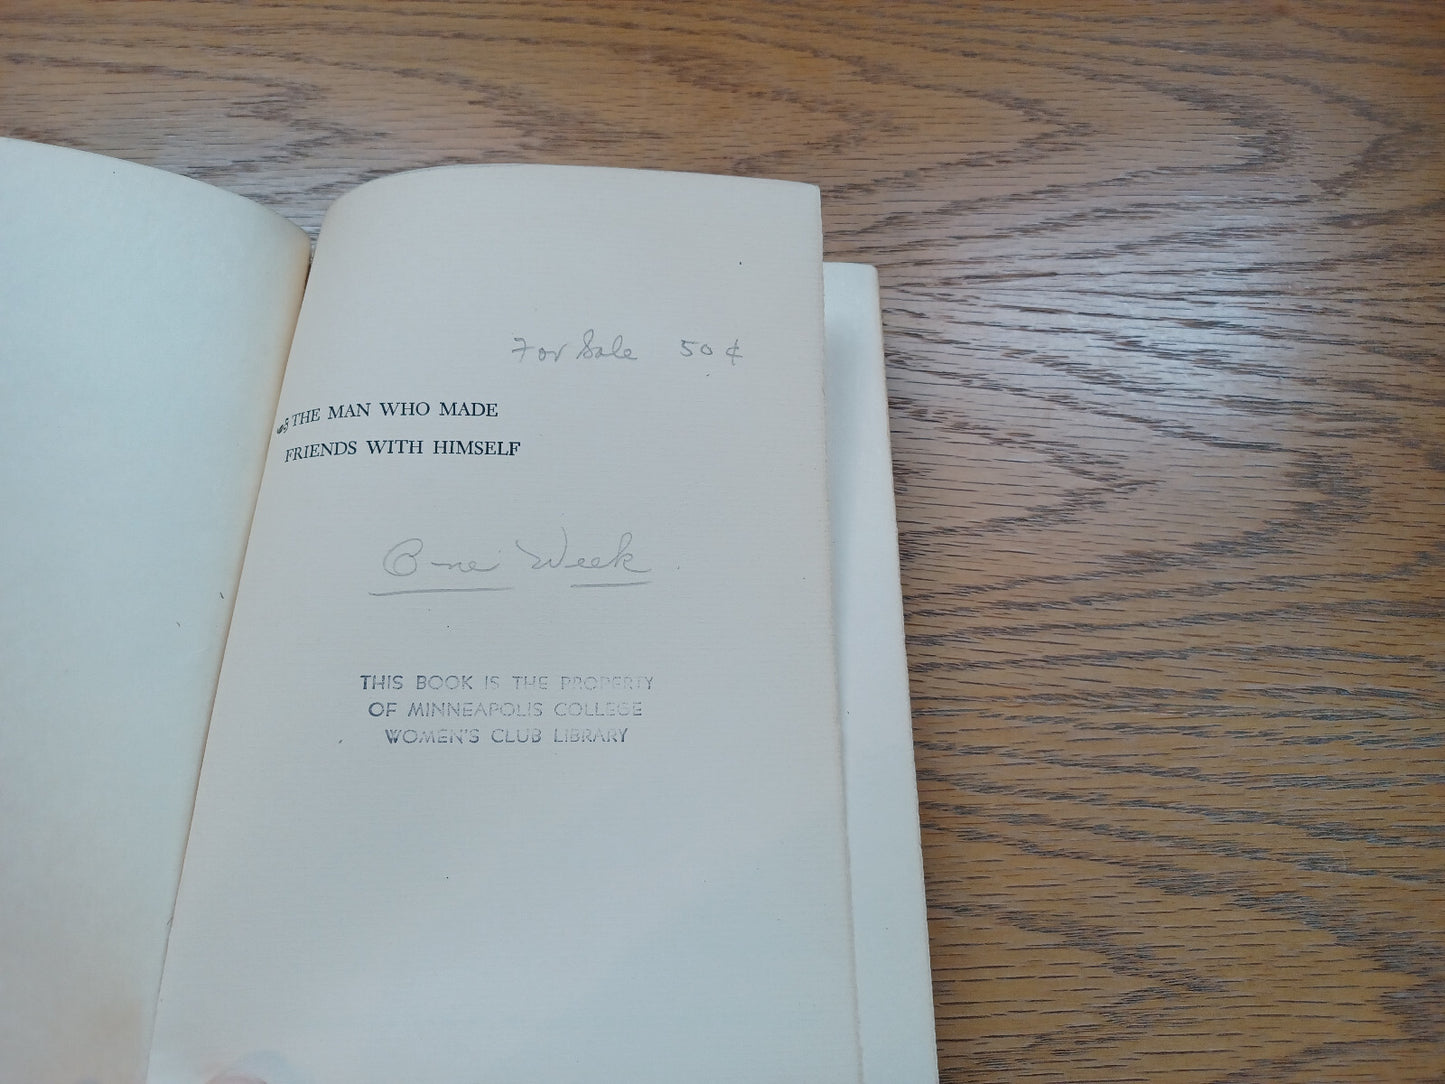 For Sale 50 ¢
THE MAN WHO MADE
FRIENDS WITH HIMSELF
One Week
THIS BOOK IS THE PROPERTY
OF MINNEAPOLIS COLLEGE
WOMEN'S CLUB LIBRARY